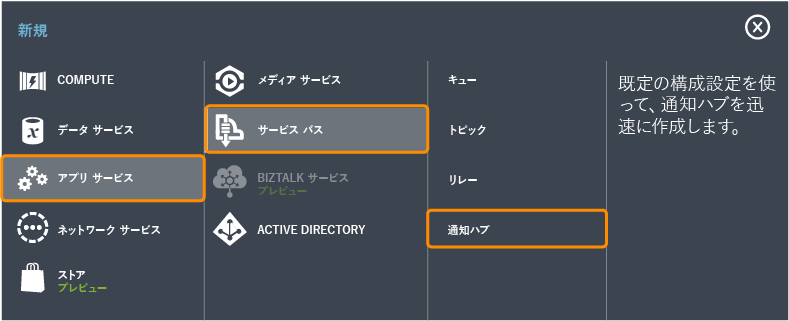 新規
COMPUTE
データ サービス
アプリ サービス
ネットワーク サービス
ストア
プレビュー
メディア サービス
サービス バス
BIZTALK サービス
プレビュー
ACTIVE DIRECTORY
キュー
トピック
リレー
通知ハブ
既定の構成設定を使
って、通知ハブを迅
速に作成します。